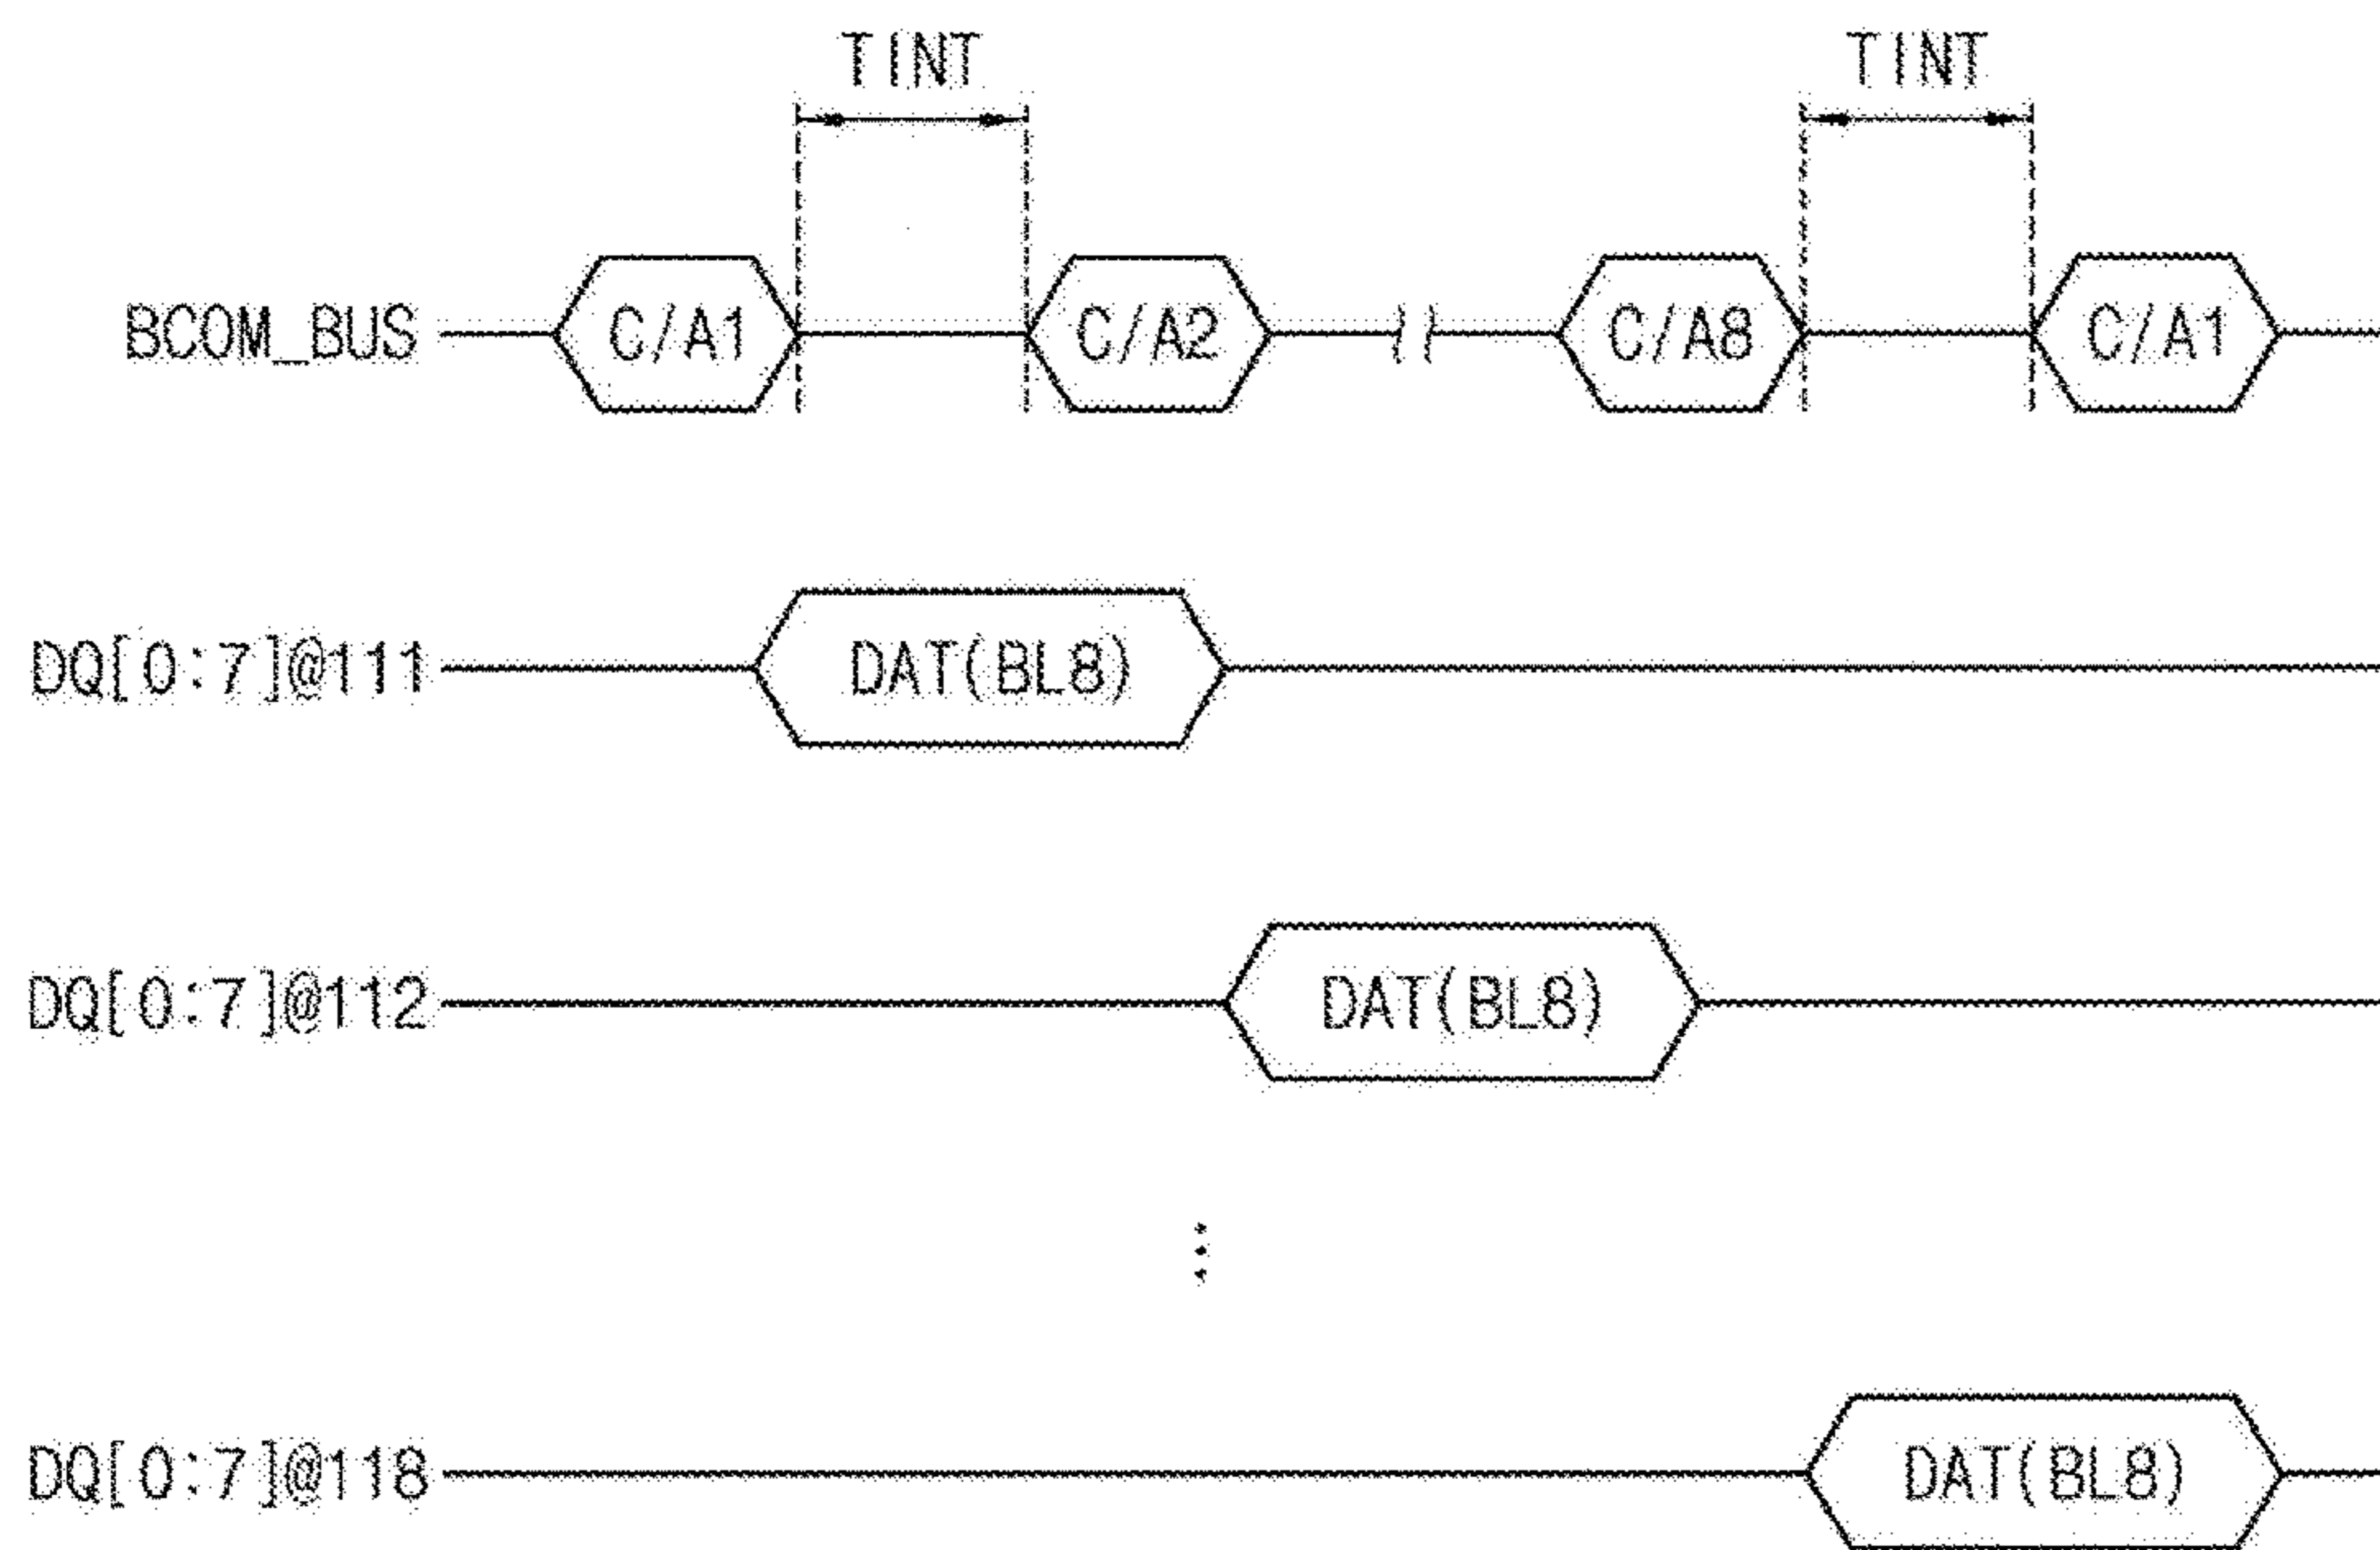 TINT TINT
BCOM_BUS C/A1 C/A2 C/A8 C/A1
DQ[0:7]@111 DAT(BL8)
DQ[0:7]@112 DAT(BL8)
DQ[0:7]@118 DAT(BL8)